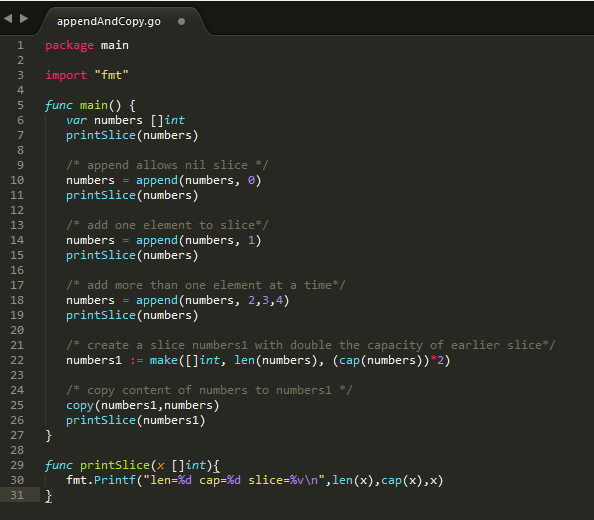 appendAndCopy.go
1 package main
2
3 import "fmt"
4
5 func main() {
6    var numbers []int
7    printSlice(numbers)
8
9    /* append allows nil slice */
10    numbers = append(numbers, 0)
11    printSlice(numbers)
12
13    /* add one element to slice*/
14    numbers = append(numbers, 1)
15    printSlice(numbers)
16
17    /* add more than one element at a time*/
18    numbers = append(numbers, 2,3,4)
19    printSlice(numbers)
20
21    /* create a slice numbers1 with double the capacity of earlier slice*/
22    numbers1 := make([]int, len(numbers), (cap(numbers))*2)
23
24    /* copy content of numbers to numbers1 */
25    copy(numbers1,numbers)
26    printSlice(numbers1)
27 }
28
29 func printSlice(x []int){
30    fmt.Printf("len=%d cap=%d slice=%v\n",len(x),cap(x),x)
31 }